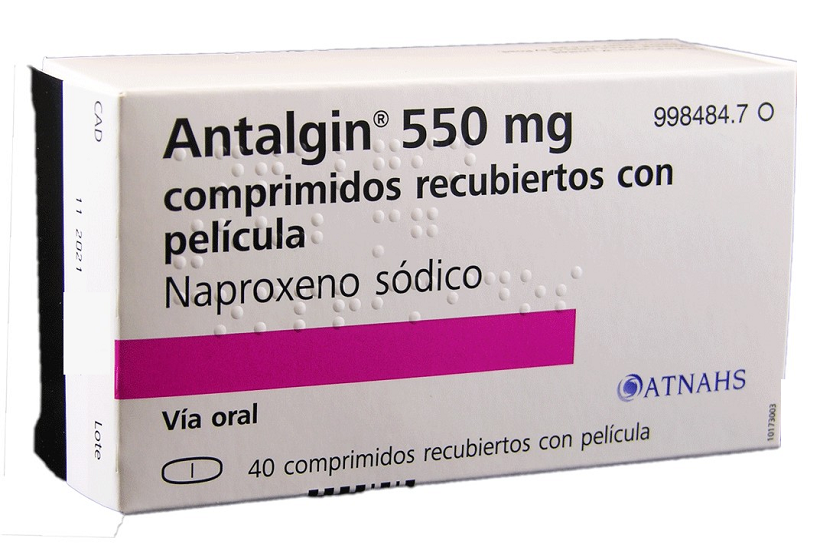 Antalgin® 550 mg
998484.7 O
comprimidos recubiertos con
película
Naproxeno sódico
ATNAHS
Vía oral
40 comprimidos recubiertos con película
10173003
CAD
11 2021
Lote